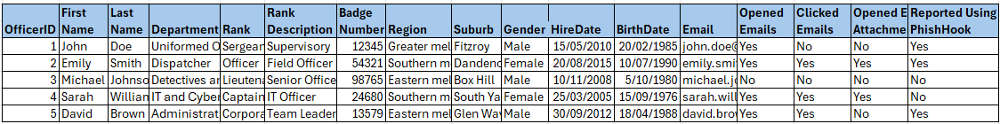 First Last Rank Badge Opened Clicked Opened E Reported Using
OfficerID Name Name Department Rank Description Number Region Suburb Gender HireDate BirthDate Email Emails Emails Attachme PhishHook
1 John Doe Uniformed O Sergean Supervisory 12345 Greater mel Fitzroy Male 15/05/2010 20/02/1985 john.doe@ Yes No No Yes
2 Emily Smith Dispatcher Officer Field Officer 54321 Southern m Dandeno Female 20/08/2015 10/07/1990 emily.smi Yes Yes Yes Yes
3 Michael Johnso Detectives an Lieutena Senior Office 98765 Eastern mel Box Hill Male 10/11/2008 5/10/1980 michael.j No No No No
4 Sarah William IT and Cyber Captain IT Officer 24680 Southern m South Ya Female 25/03/2005 15/09/1976 sarah.will Yes Yes Yes No
5 David Brown Administrat Corpora Team Leader 13579 Eastern mel Glen Wav Male 30/09/2012 18/04/1988 david.brov Yes Yes No Yes